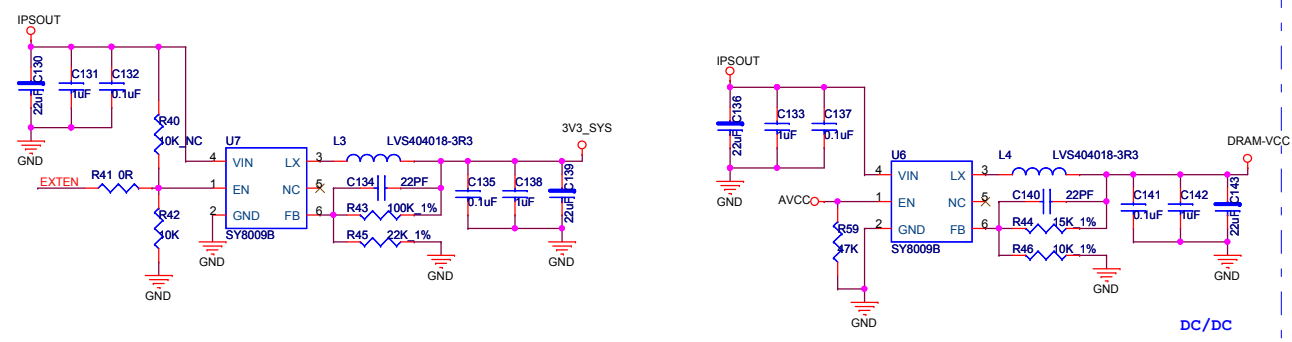 IPSOUT
C130
22uF
C131
1uF
C132
0.1uF
GND
R40
10K_NC
EXTEN
R41 0R
R42
10K
GND
U7
4 VIN
1 EN
2 GND
LX 3
NC 5
FB 6
SY8009B
GND
L3 LVS404018-3R3
C134 22PF
R43 100K_1%
R45 22K_1%
GND
3V3_SYS
C135
0.1uF
C138
1uF
C139
22uF
GND
IPSOUT
C136
22uF
C133
1uF
C137
0.1uF
GND
AVCC
R59
47K
GND
U6
4 VIN
1 EN
2 GND
LX 3
NC 5
FB 6
SY8009B
L4 LVS404018-3R3
C140 22PF
R44 15K_1%
R46 10K_1%
GND
DRAM-VCC
C141
0.1uF
C142
1uF
C143
22uF
GND
DC/DC